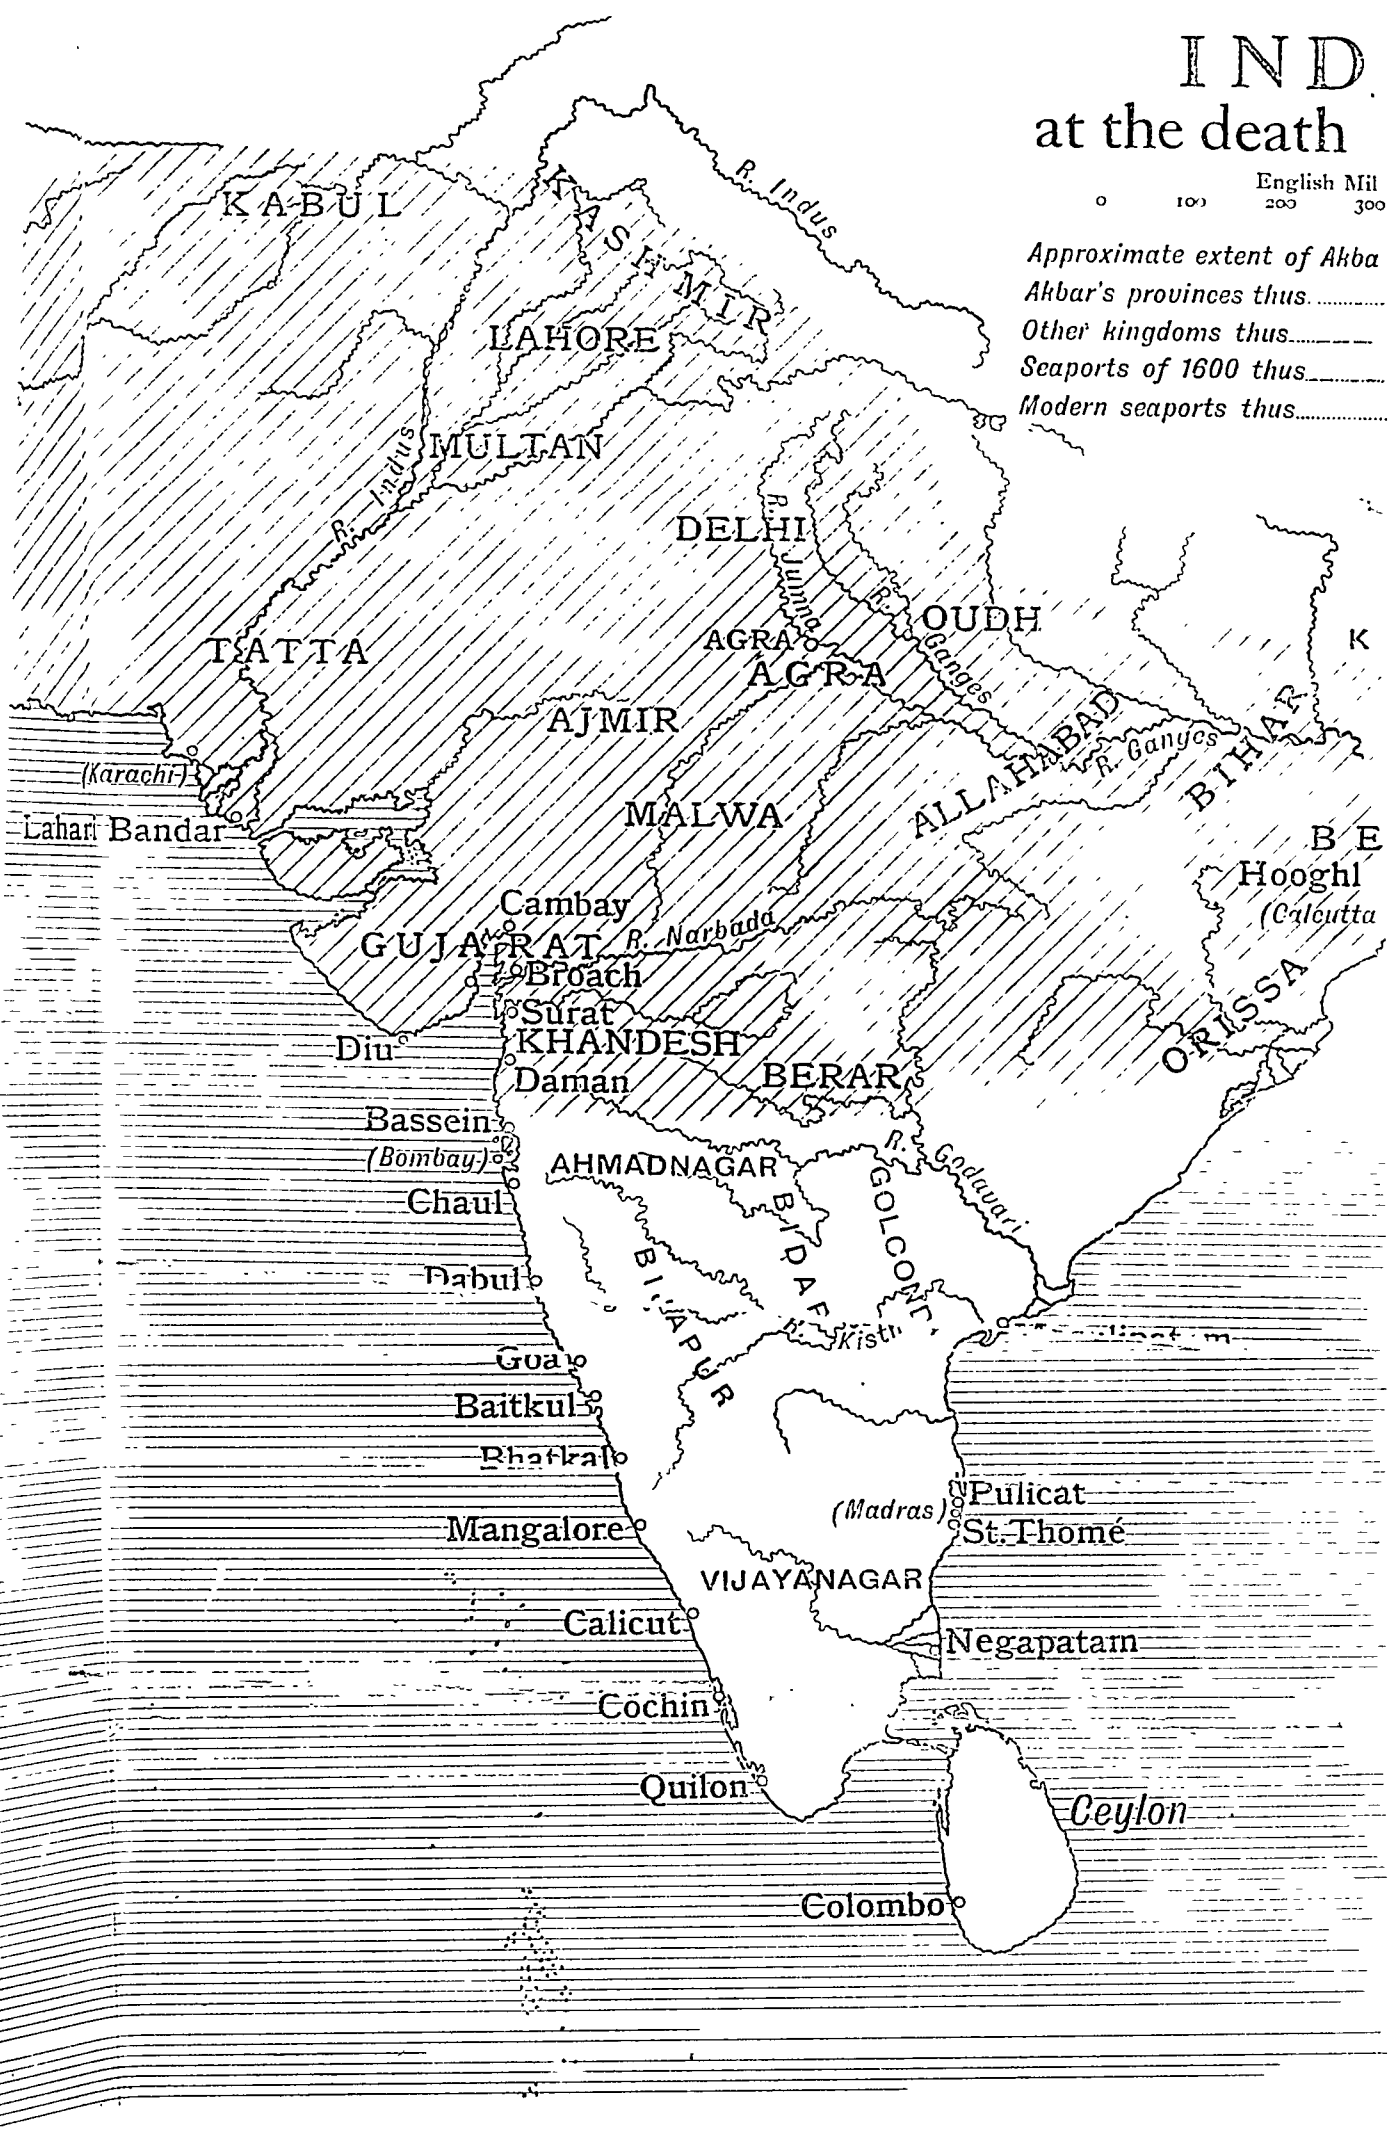 IND
at the death
English Mil
0 100 200 300
Approximate extent of Akba
Akbar's provinces thus
Other kingdoms thus
Seaports of 1600 thus
Modern seaports thus
R. Indus
KABUL
KASHMIR
LAHORE
MULTAN
R. Indus
DELHI
R. Jumna
R. Ganges
OUDH
AGRA
AGRA
K
TATTA
AJMIR
ALLAHABAD
R. Ganges
BIHAR
(Karachi)
Lahari Bandar
MALWA
B E
Hooghl
(Calcutta
Cambay
GUJARAT
R. Narbada
Broach
Surat
ORISSA
Diu
KHANDESH
Daman
BERAR
Bassein
(Bombay)
AHMADNAGAR
R. Godavari
Chaul
BIDAR
Dabul
BIJAPUR
R.
Goa
Baitkul
Bhatkal
Pulicat
(Madras)
St. Thomé
Mangalore
VIJAYANAGAR
Calicut
Negapatam
Cochin
Quilon
Ceylon
Colombo